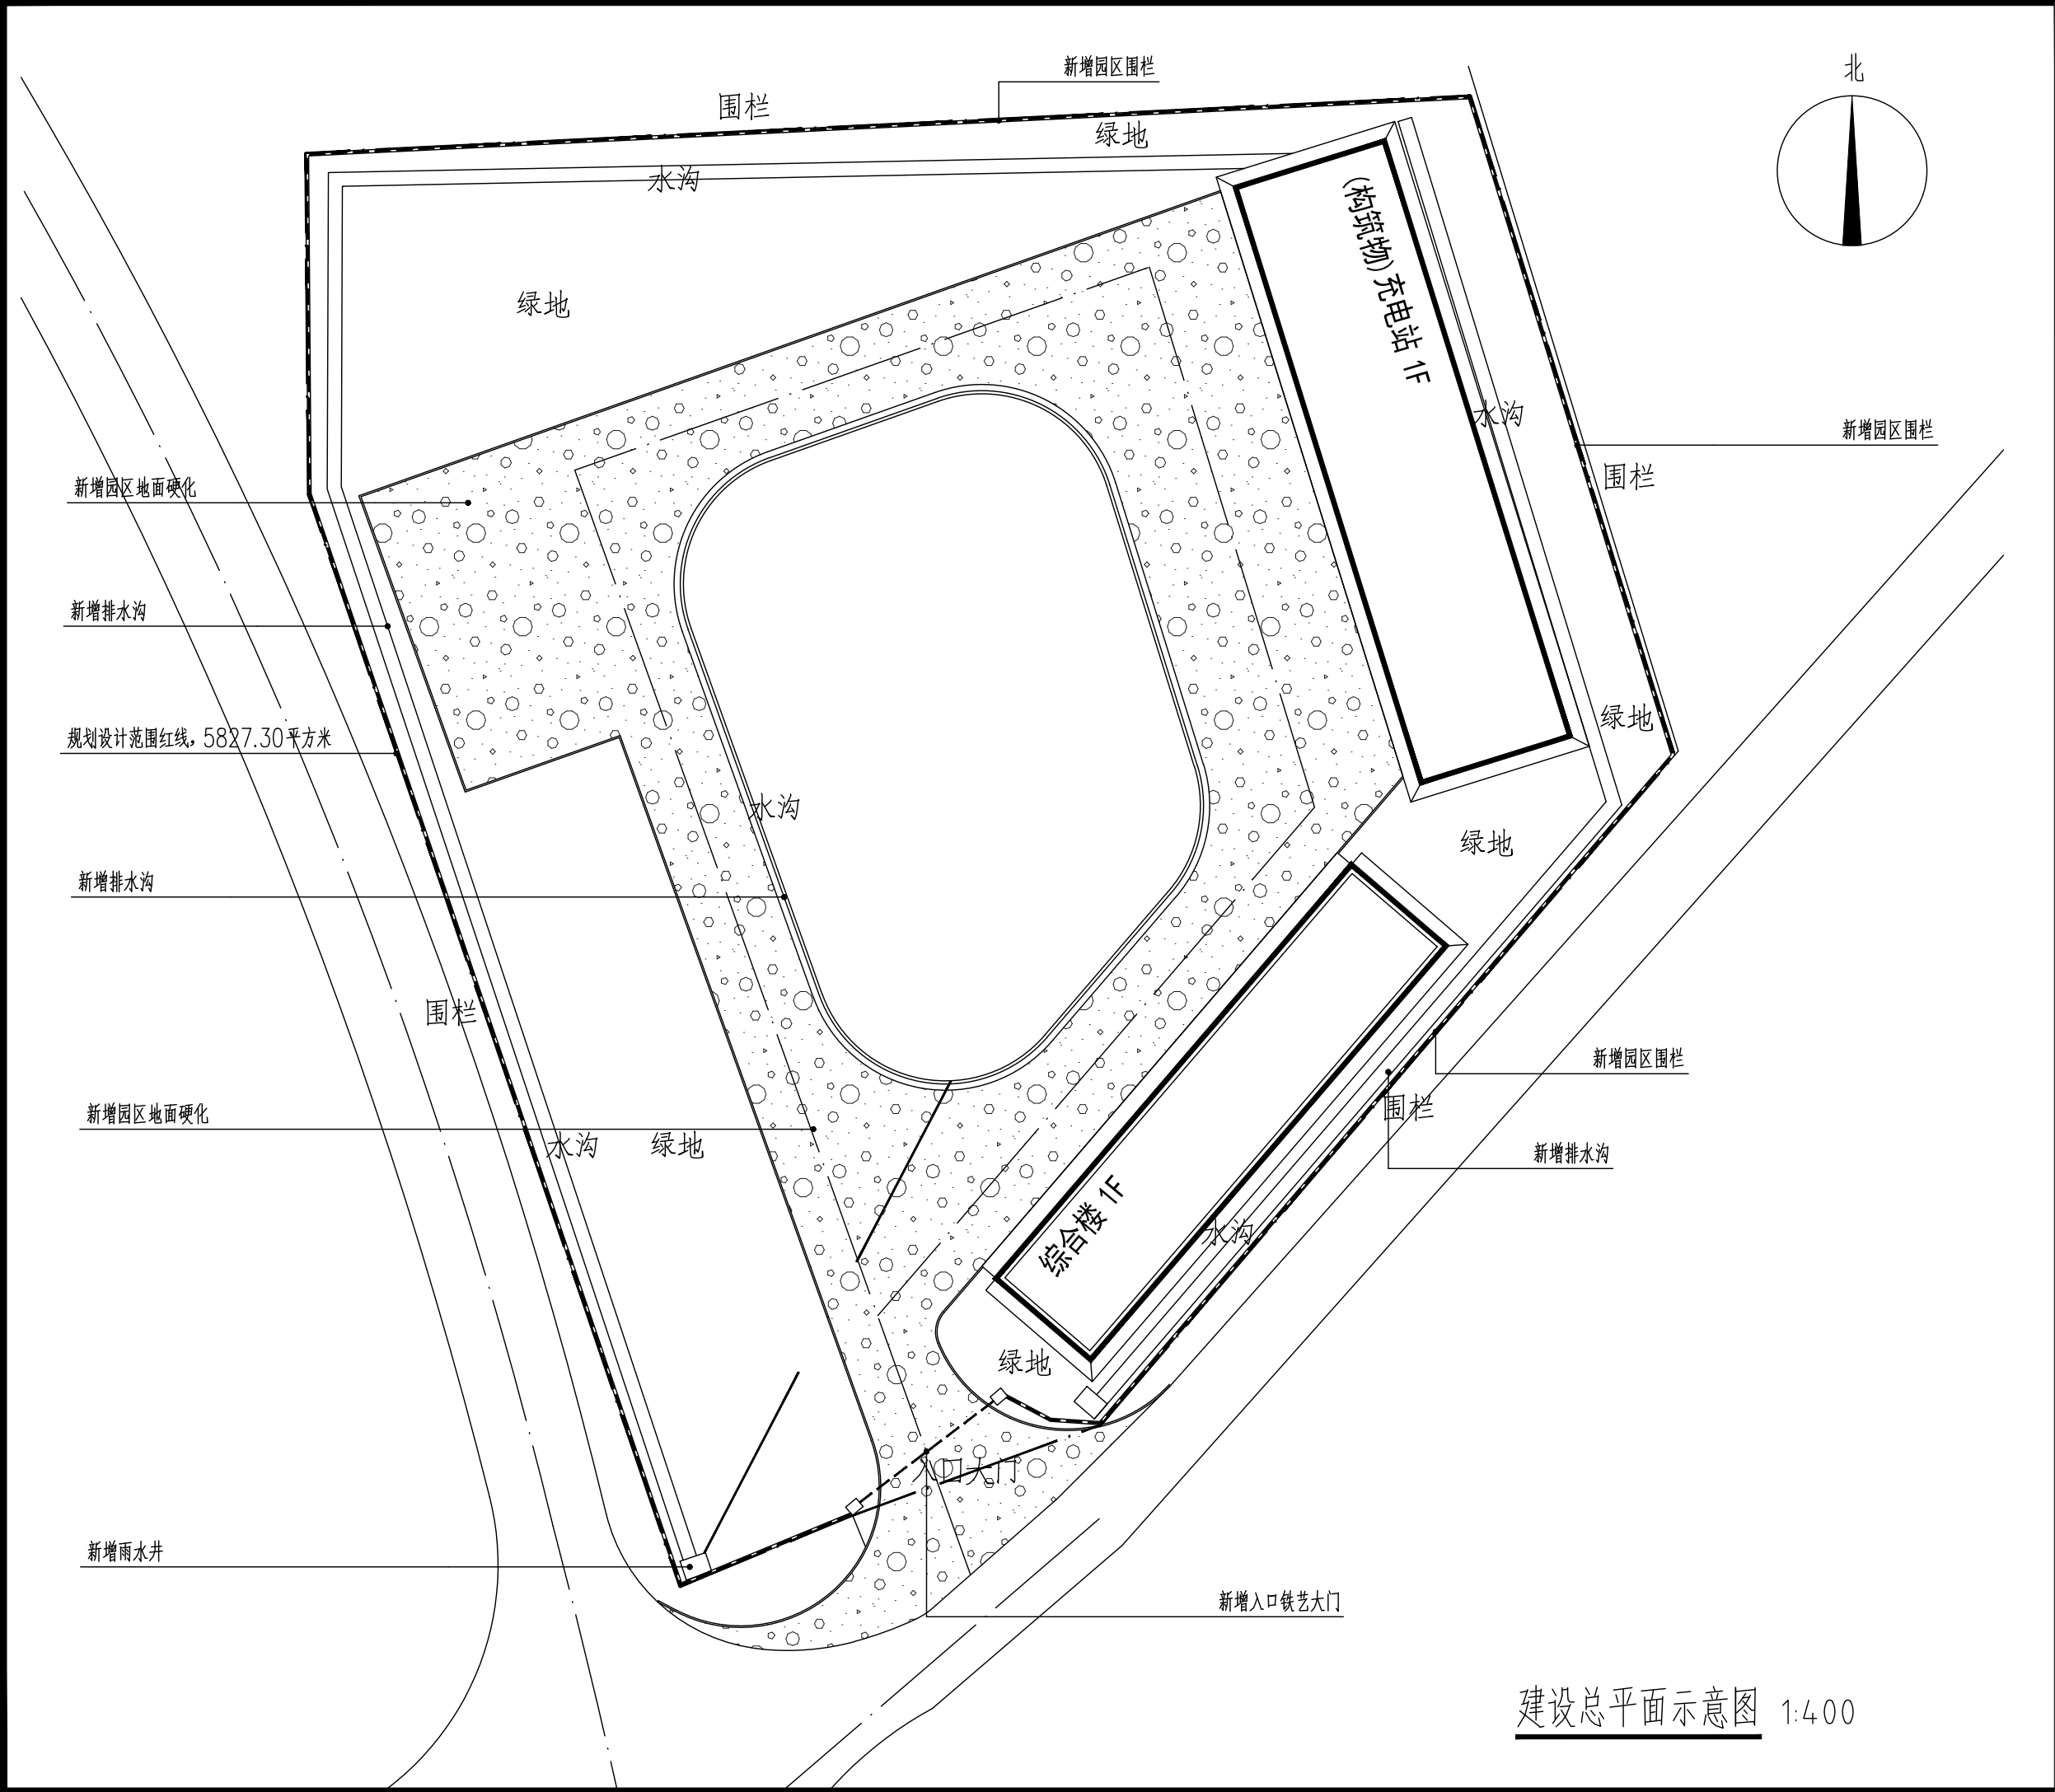 新增园区围栏
北
围栏
绿地
水沟
(构筑物)充电站 1F
绿地
水沟
新增园区围栏
围栏
新增园区地面硬化
新增排水沟
绿地
规划设计范围红线，5827.30平方米
水沟
绿地
新增排水沟
围栏
新增园区围栏
围栏
新增园区地面硬化
水沟
绿地
新增排水沟
综合楼 1F
水沟
绿地
入口大门
新增雨水井
新增入口铁艺大门
建设总平面示意图 1:400